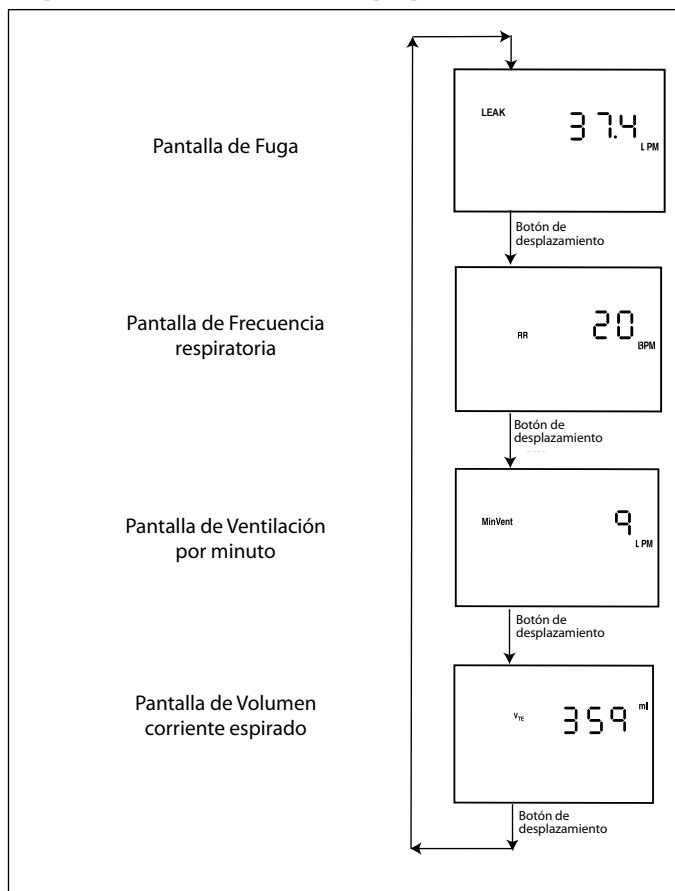 Pantalla de Fuga
LEAK
37.4
LPM
Botón de
desplazamiento
Pantalla de Frecuencia
respiratoria
RR
20
BPM
Botón de
desplazamiento
Pantalla de Ventilación
por minuto
MinVent
9
LPM
Botón de
desplazamiento
Pantalla de Volumen
corriente espirado
VTE
359
ml
Botón de
desplazamiento